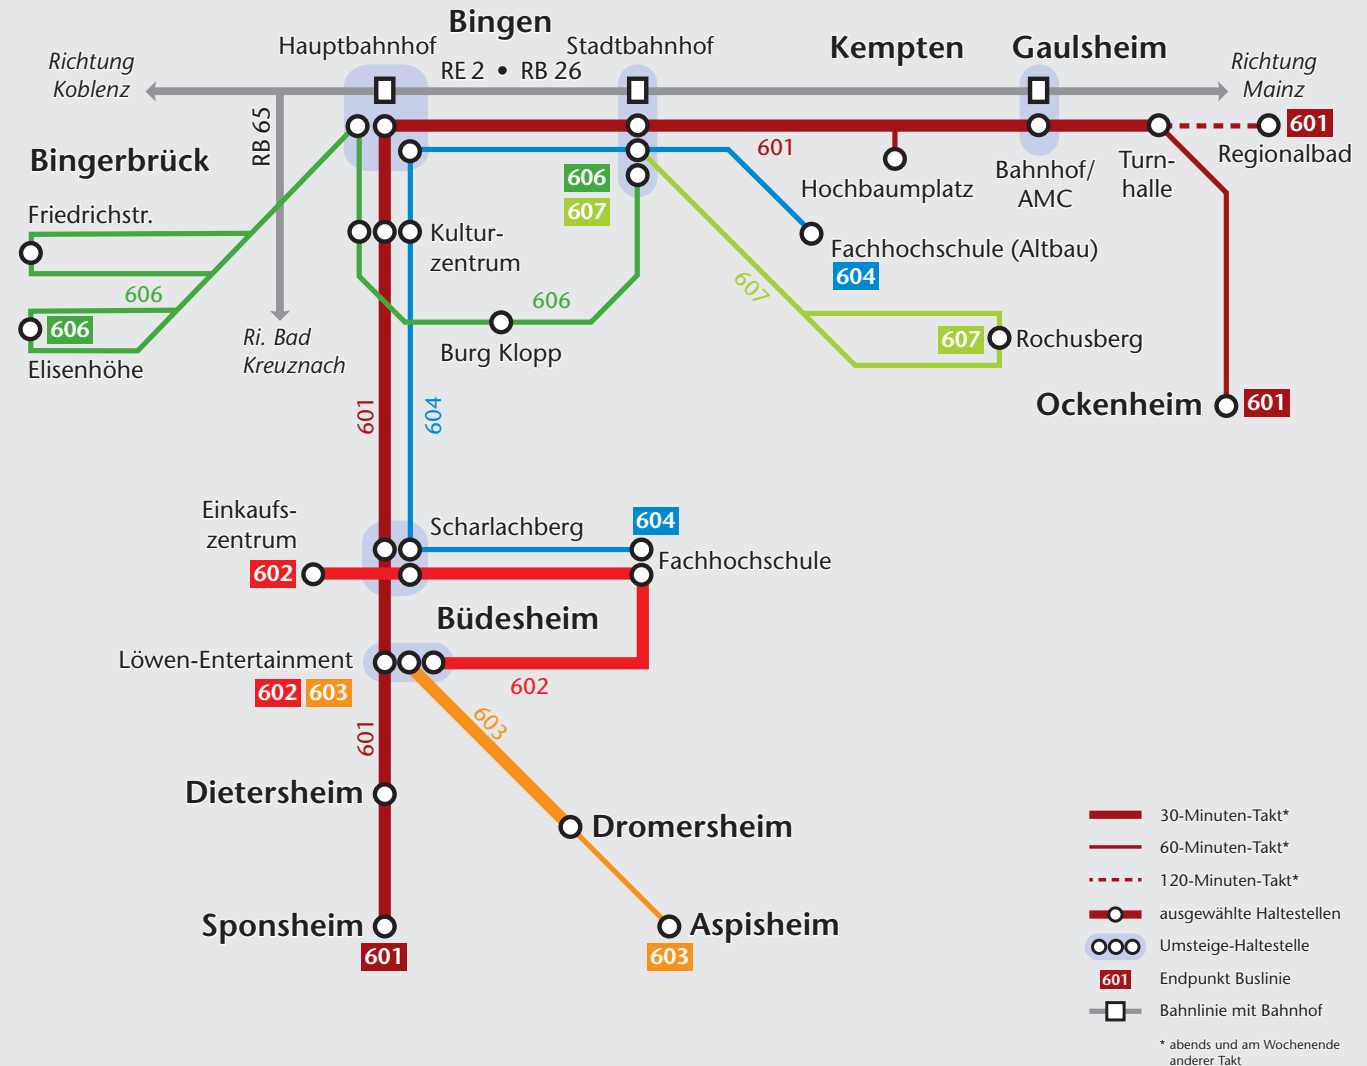 Bingen
Hauptbahnhof
Stadtbahnhof
Kempten
Gaulsheim
Richtung
Koblenz
RE 2 • RB 26
Richtung
Mainz
RB 65
601
601
Regionalbad
Bingerbrück
606
607
Hochbaumplatz
Bahnhof/
AMC
Turn-
halle
Friedrichstr.
Kultur-
zentrum
Fachhochschule (Altbau)
604
606
606
607
606
Elisenhöhe
Ri. Bad
Kreuznach
Burg Klopp
607
Rochusberg
601
604
Ockenheim
601
Einkaufs-
zentrum
Scharlachberg
604
602
Fachhochschule
Büdesheim
Löwen-Entertainment
602
603
602
601
603
Dietersheim
Dromersheim
Sponsheim
601
Aspisheim
603
30-Minuten-Takt*
60-Minuten-Takt*
120-Minuten-Takt*
ausgewählte Haltestellen
Umsteige-Haltestelle
601
Endpunkt Buslinie
Bahnlinie mit Bahnhof
* abends und am Wochenende
anderer Takt